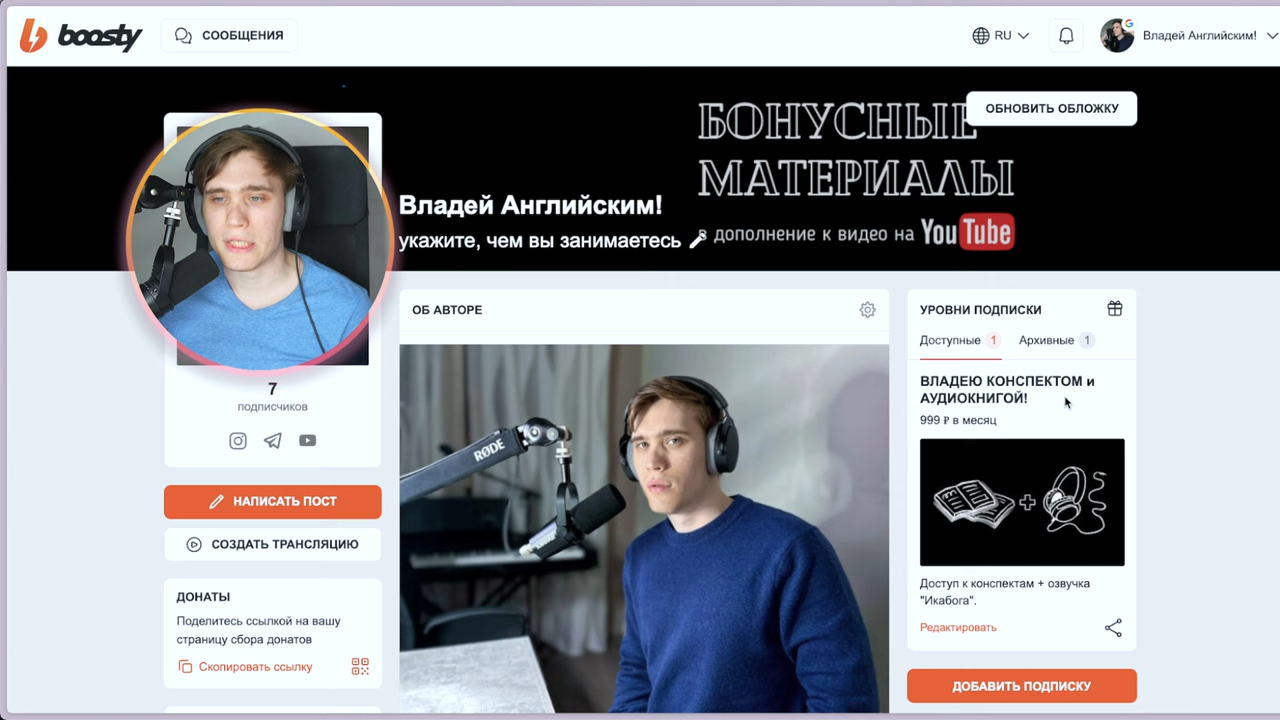 boosty
СООБЩЕНИЯ
RU
Владей Английским!
ОБНОВИТЬ ОБЛОЖКУ
БОНУСНЫЕ
МАТЕРИАЛЫ
в дополнение к видео на YouTube
Владей Английским!
укажите, чем вы занимаетесь
7
подписчиков
НАПИСАТЬ ПОСТ
СОЗДАТЬ ТРАНСЛЯЦИЮ
ДОНАТЫ
Поделитесь ссылкой на вашу
страницу сбора донатов
Скопировать ссылку
ОБ АВТОРЕ
RØDE
УРОВНИ ПОДПИСКИ
Доступные 1 Архивные 1
ВЛАДЕЮ КОНСПЕКТОМ и
АУДИОКНИГОЙ!
999 ₽ в месяц
Доступ к конспектам + озвучка
"Икабога".
Редактировать
ДОБАВИТЬ ПОДПИСКУ